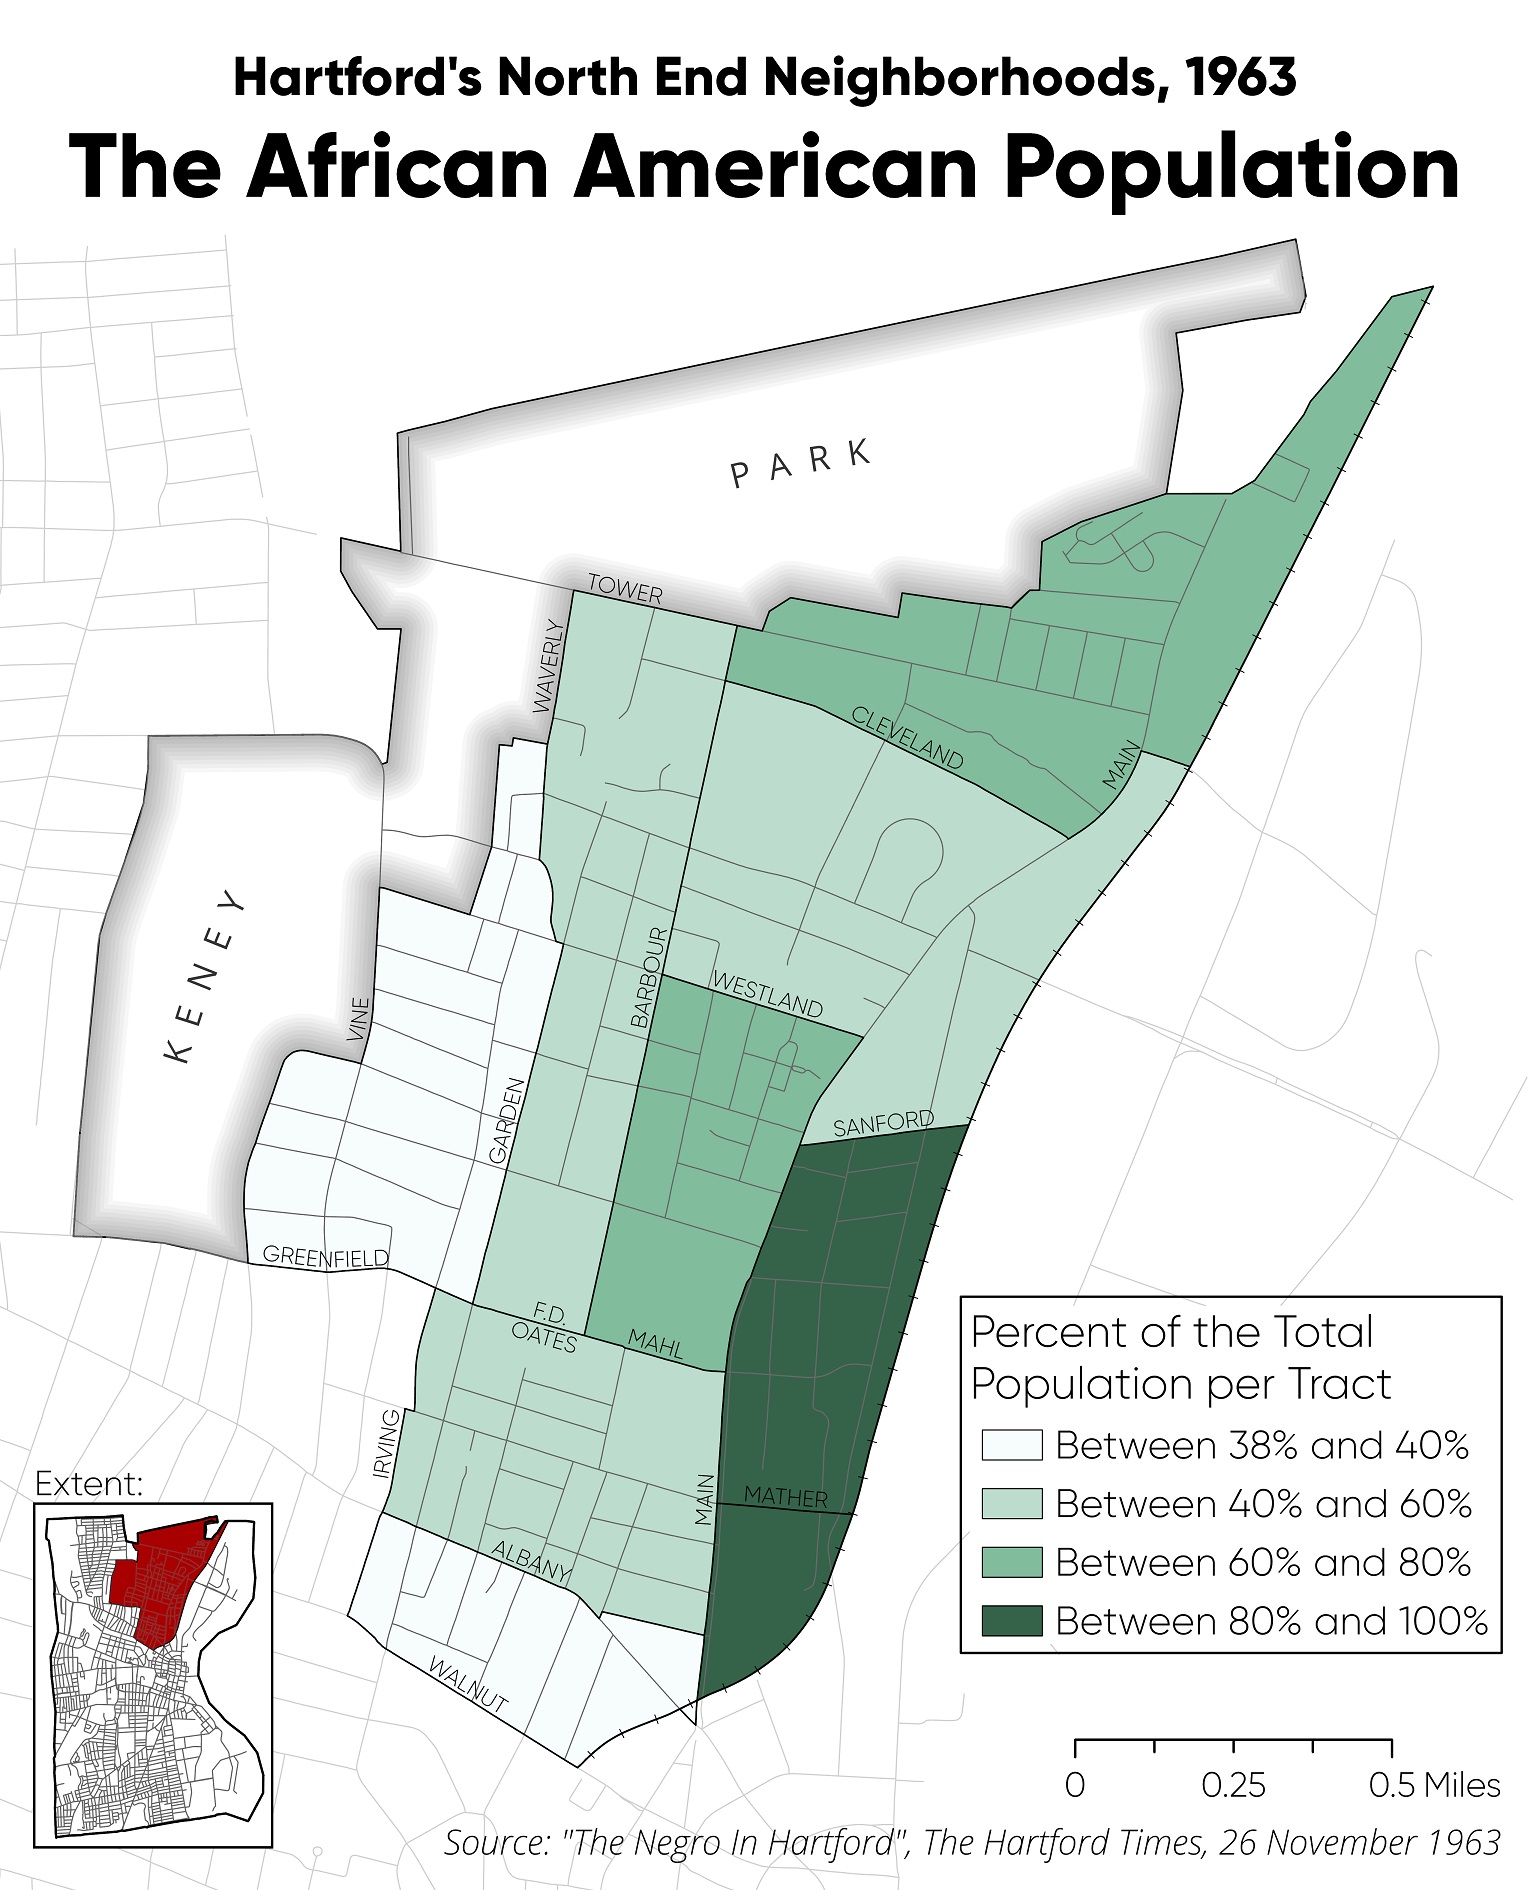 Hartford's North End Neighborhoods, 1963
The African American Population
PARK
TOWER
WAVERLY
CLEVELAND
MAIN
KENEY
VINE
BARBOUR
WESTLAND
GARDEN
SANFORD
GREENFIELD
F.D.
OATES
MAHL
IRVING
MAIN
MATHER
ALBANY
WALNUT
Percent of the Total
Population per Tract
Between 38% and 40%
Between 40% and 60%
Between 60% and 80%
Between 80% and 100%
Extent:
0 0.25 0.5 Miles
Source: "The Negro In Hartford", The Hartford Times, 26 November 1963